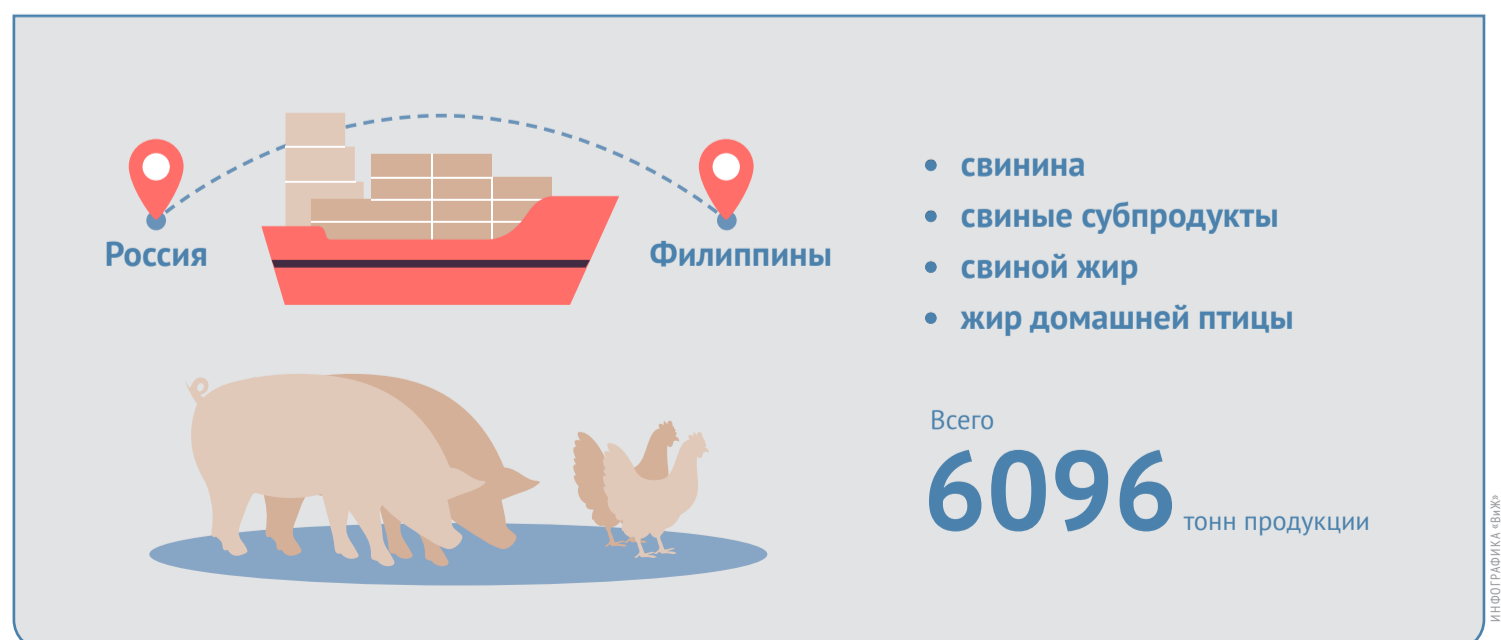 Россия
Филиппины
• свинина
• свиные субпродукты
• свиной жир
• жир домашней птицы
Всего
6096 тонн продукции
ИНФОГРАФИКА «ВиЖ»